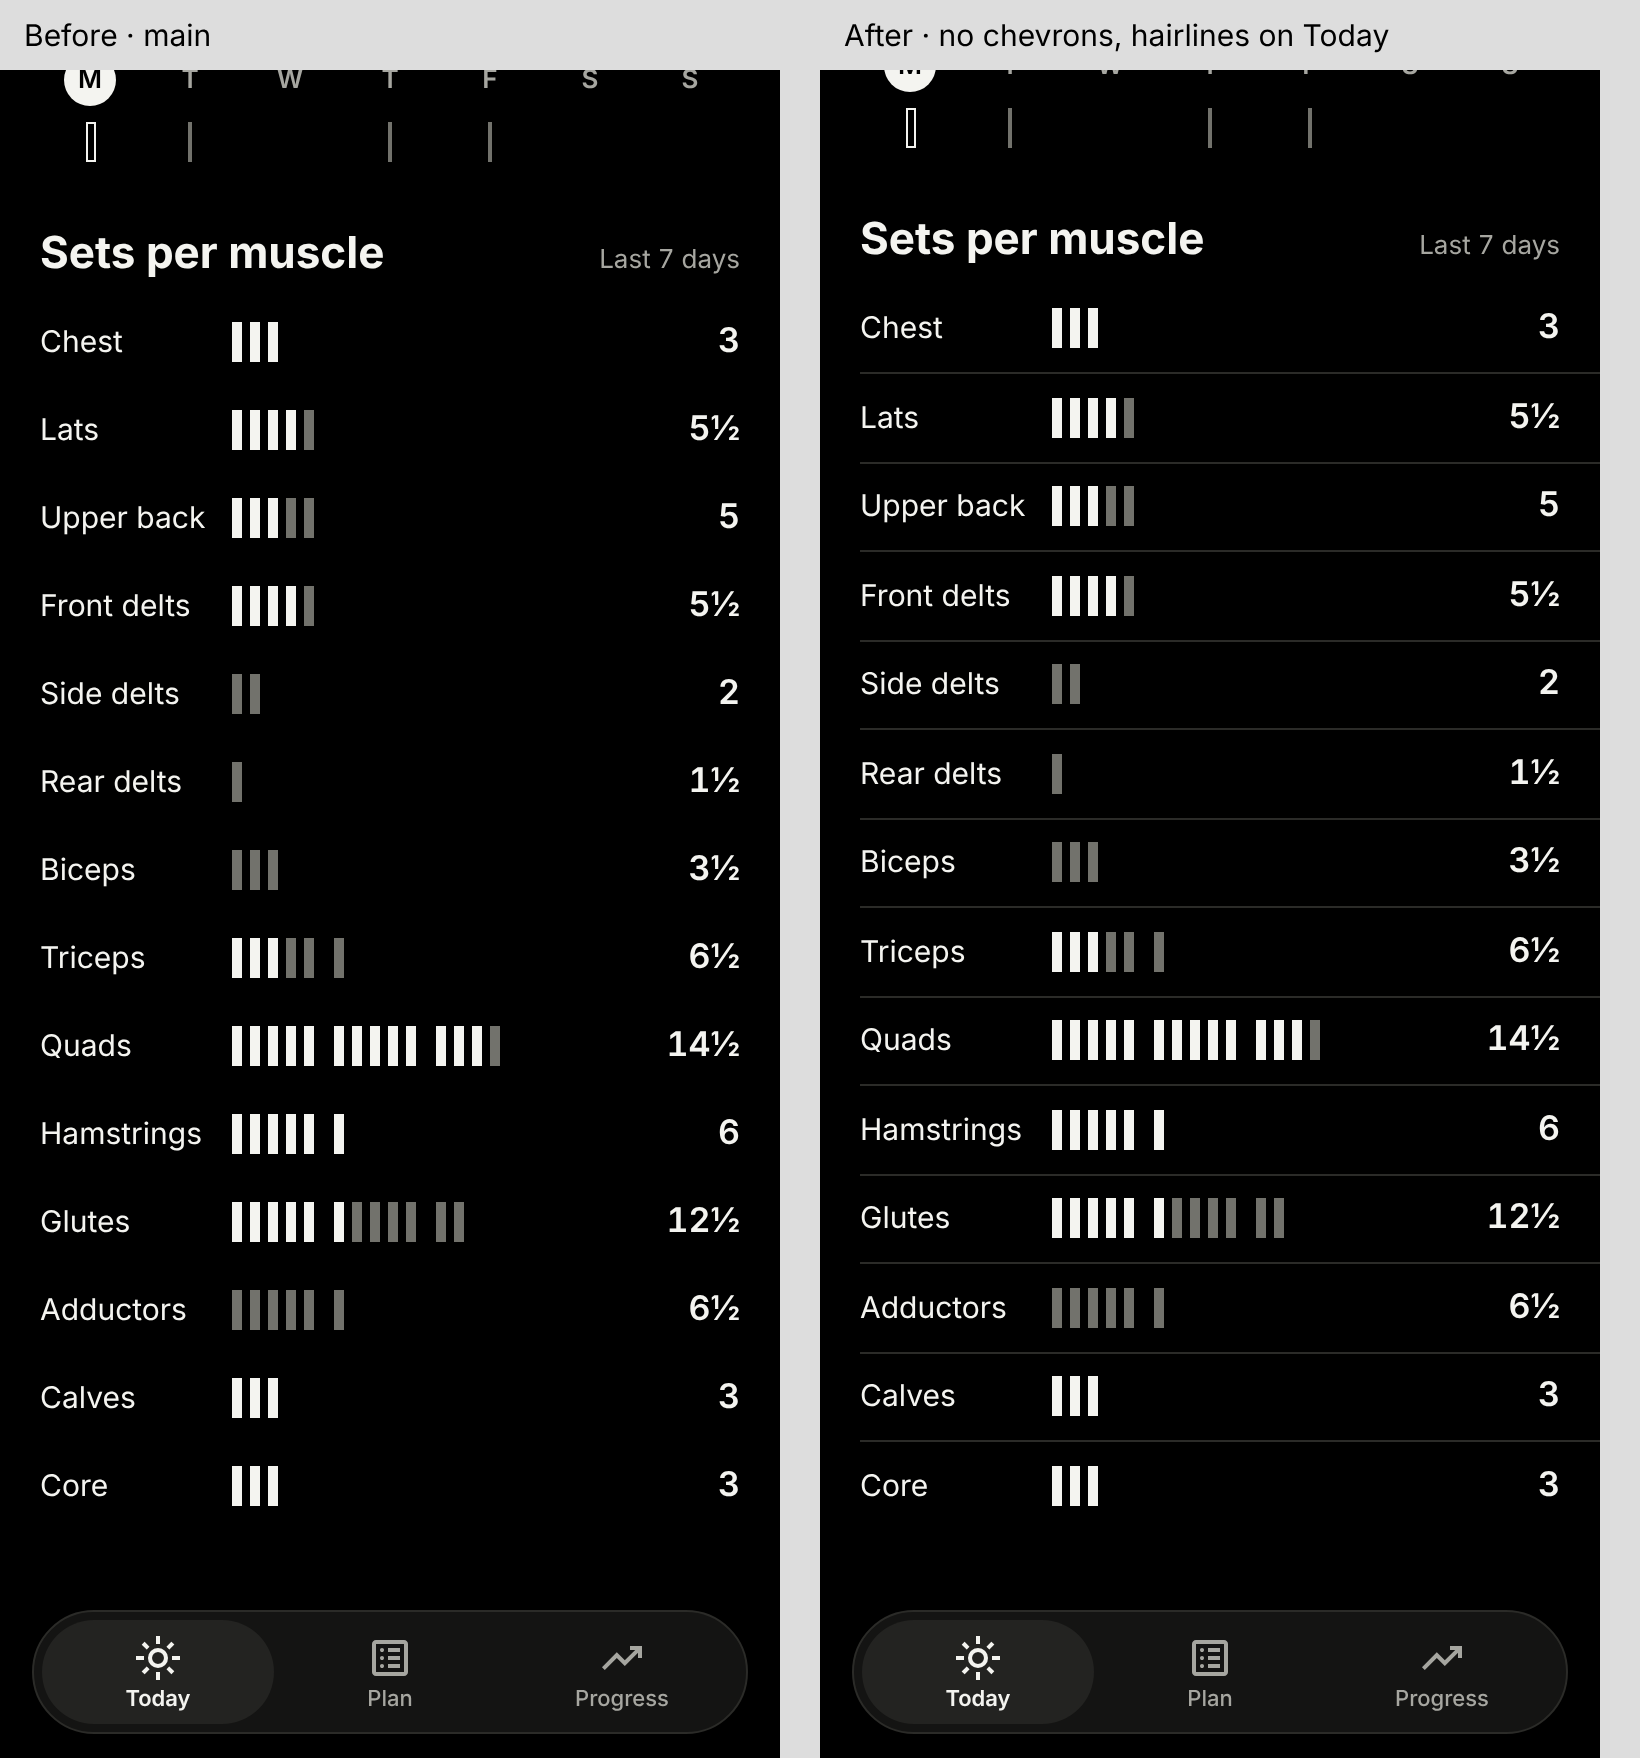 Before · main
M T W T F S S
Sets per muscle Last 7 days
Chest 3
Lats 5½
Upper back 5
Front delts 5½
Side delts 2
Rear delts 1½
Biceps 3½
Triceps 6½
Quads 14½
Hamstrings 6
Glutes 12½
Adductors 6½
Calves 3
Core 3
Today Plan Progress
After · no chevrons, hairlines on Today
Sets per muscle Last 7 days
Chest 3
Lats 5½
Upper back 5
Front delts 5½
Side delts 2
Rear delts 1½
Biceps 3½
Triceps 6½
Quads 14½
Hamstrings 6
Glutes 12½
Adductors 6½
Calves 3
Core 3
Today Plan Progress